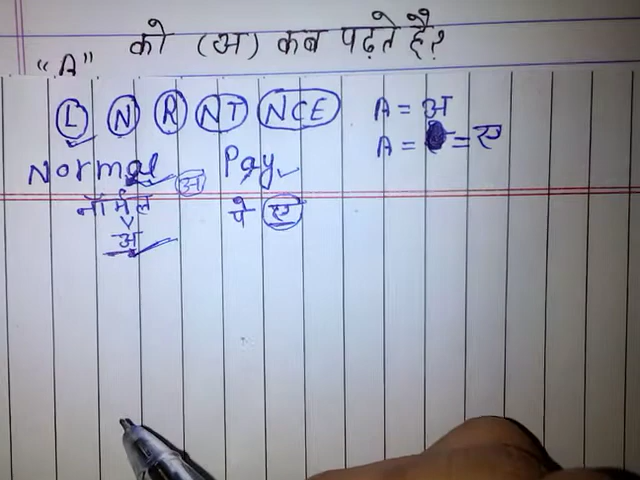 "A" को (अ) कब पढ़ते है?
L N R NT NCE A = अ
A = = ए
Normal अ Pay
नॉर्मल पे ए
अ